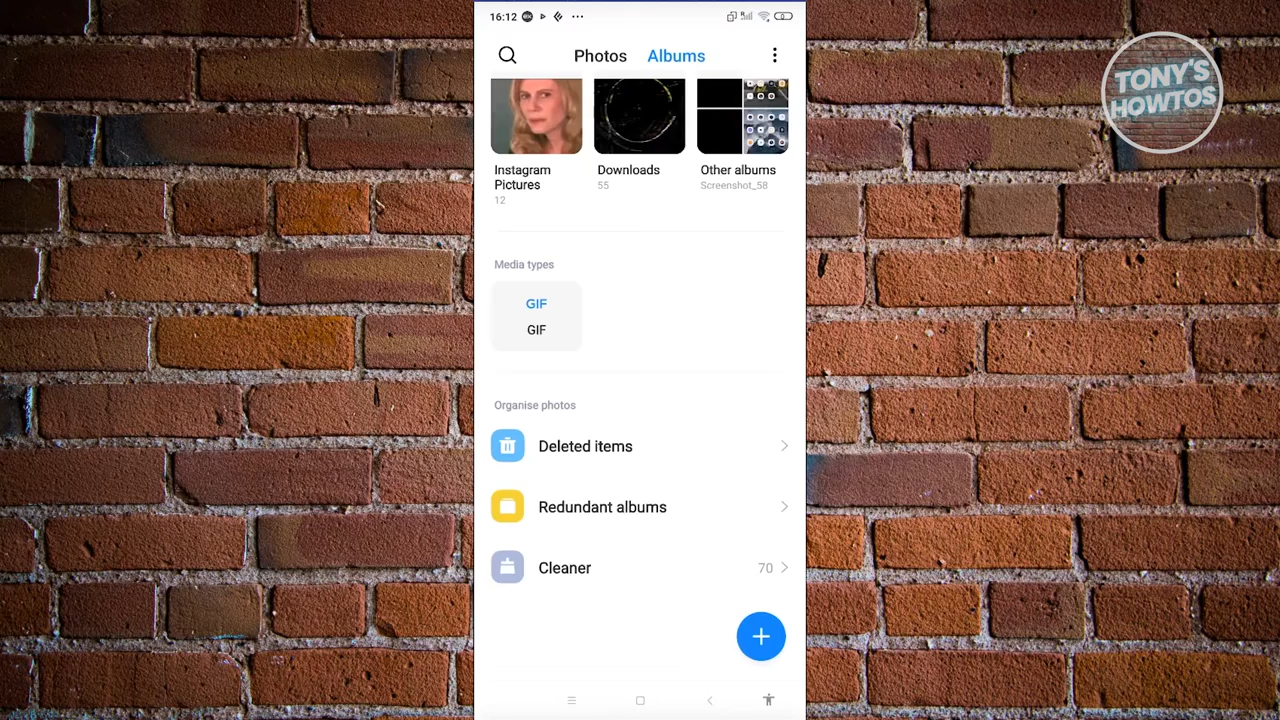 16:12
Photos Albums
TONY'S
HOWTOS
Instagram
Pictures
12
Downloads
55
Other albums
Screenshot_58
Media types
GIF
GIF
Organise photos
Deleted items
Redundant albums
Cleaner 70